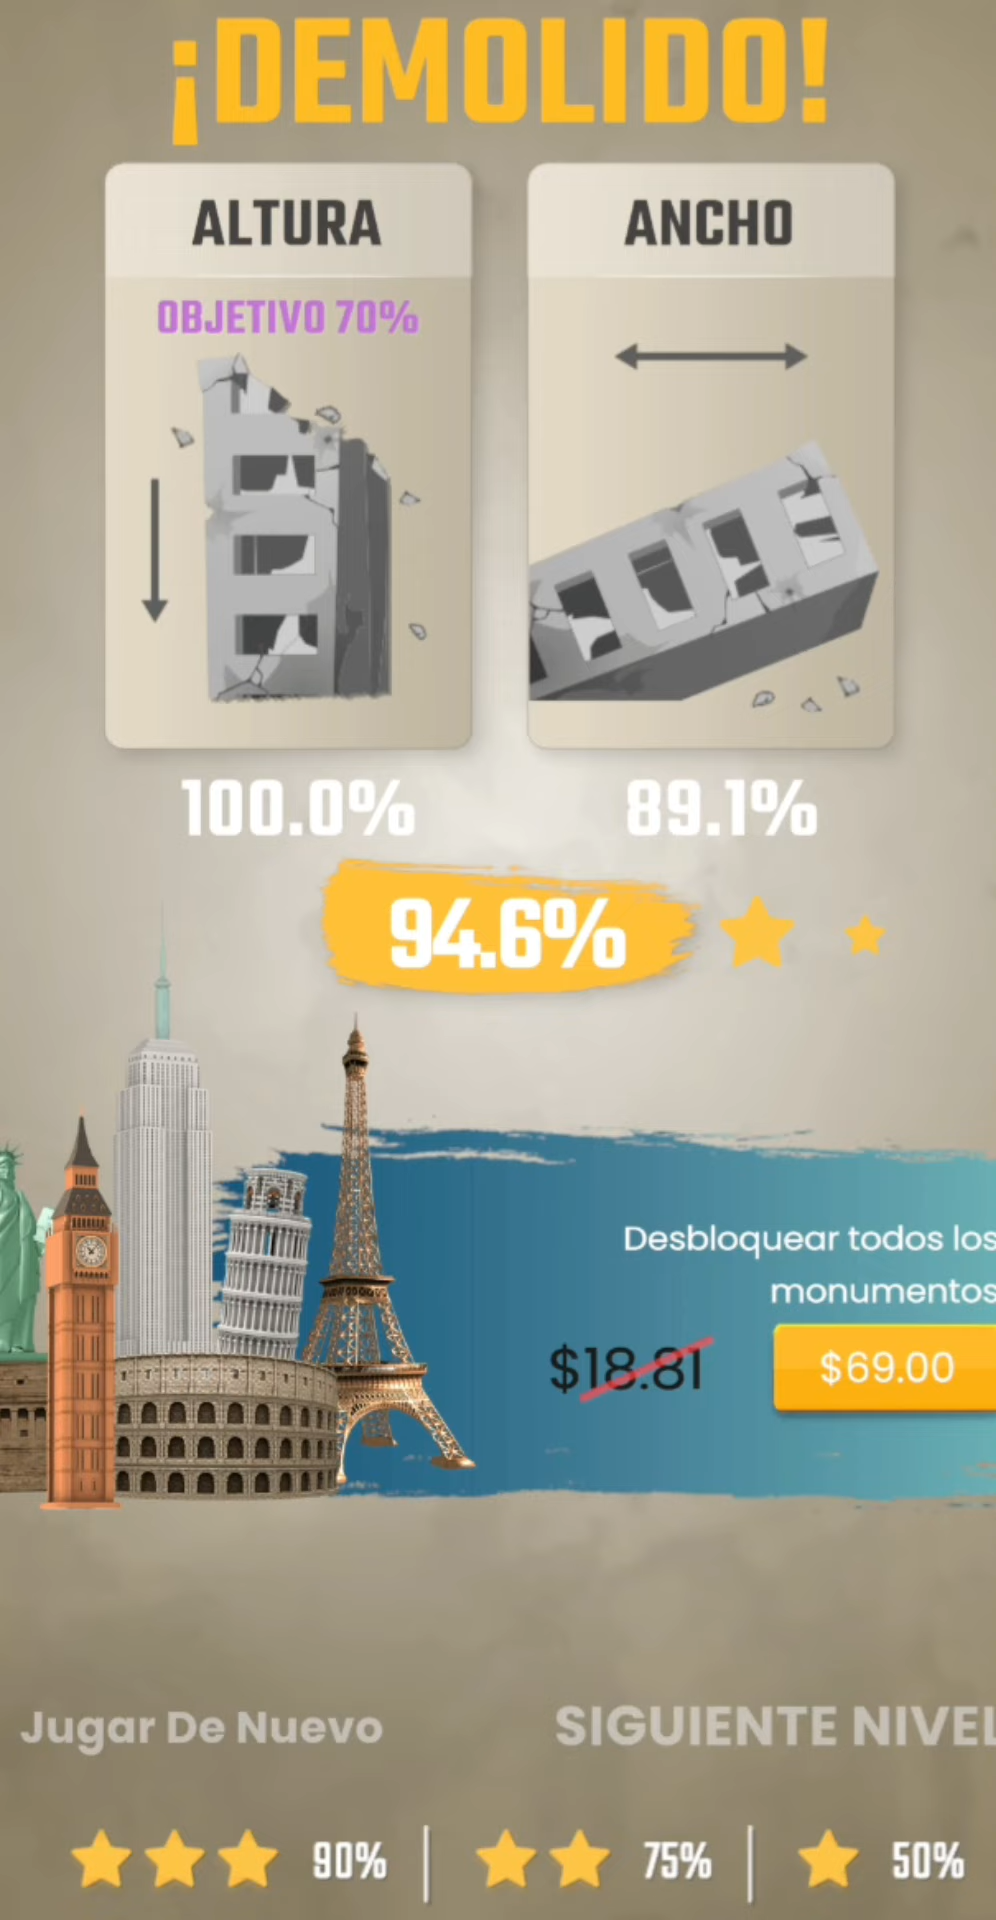 ¡DEMOLIDO!
ALTURA
ANCHO
OBJETIVO 70%
100.0%
89.1%
94.6%
Desbloquear todos los
monumentos
$18.81
$69.00
Jugar De Nuevo
SIGUIENTE NIVEL
90%
75%
50%